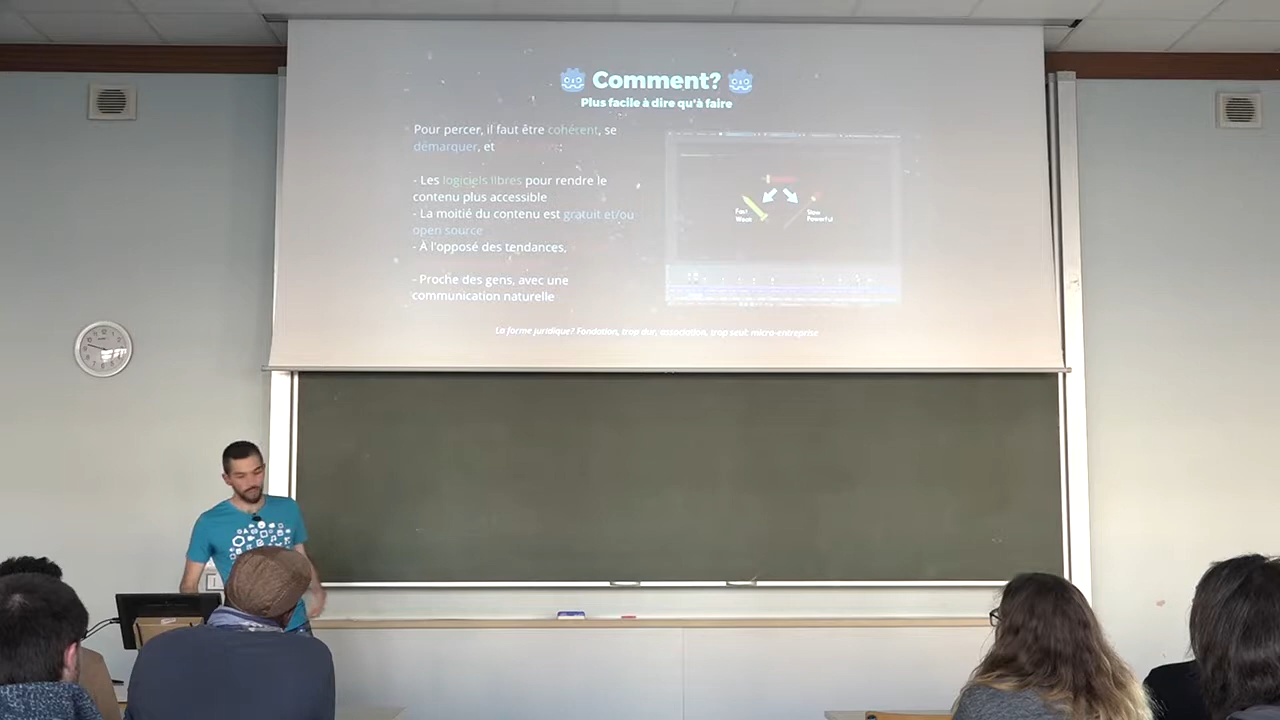 Comment?
Plus facile à dire qu'à faire
Pour percer, il faut être cohérent, se
démarquer, et
- Les logiciels libres pour rendre le
contenu plus accessible
- La moitié du contenu est gratuit et/ou
open source
- À l'opposé des tendances,
- Proche des gens, avec une
communication naturelle
Fast
Weak
Slow
Powerful
La forme juridique? Fondation, trop dur, association, trop seul: micro-entreprise